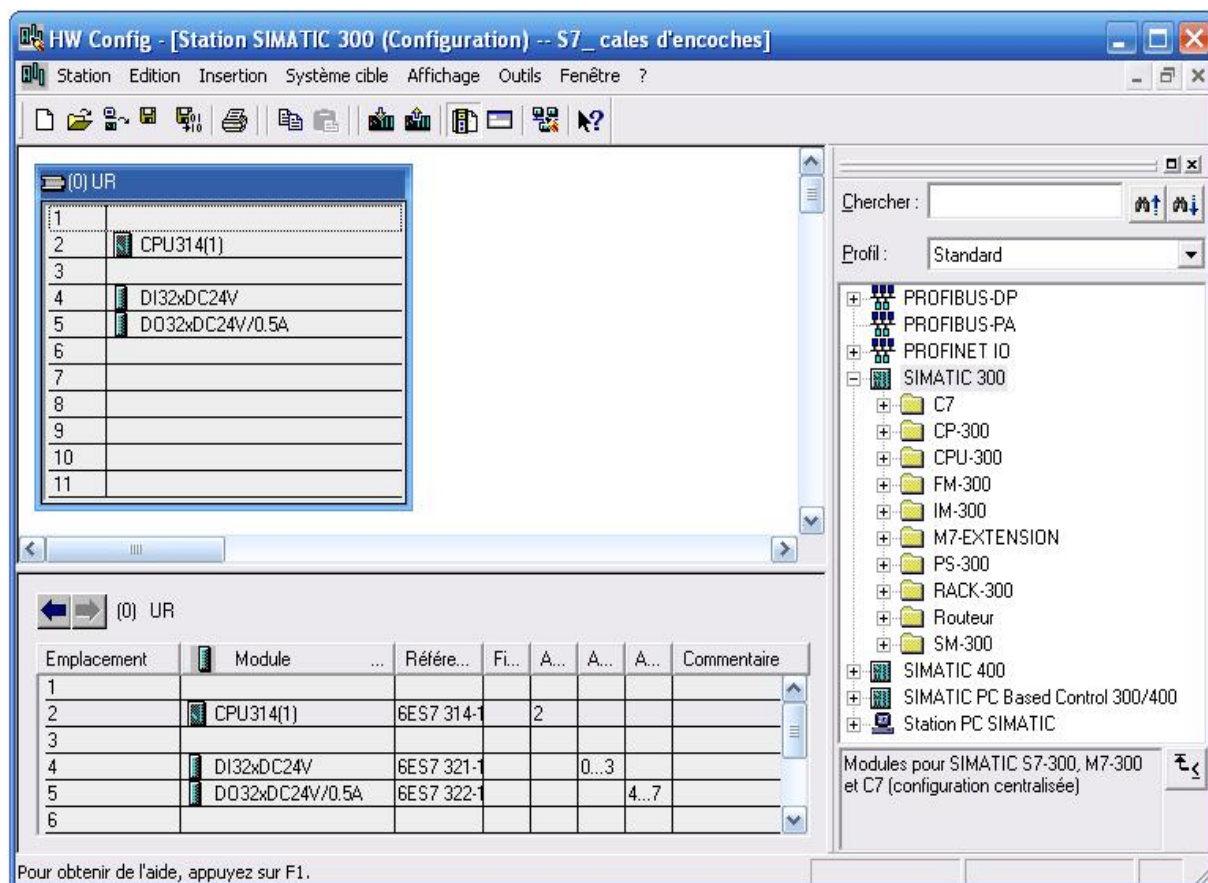 HW Config - [Station SIMATIC 300 (Configuration) -- S7_ cales d'encoches]
Station Edition Insertion Système cible Affichage Outils Fenêtre ?
(0) UR
1
2 CPU314(1)
3
4 DI32xDC24V
5 DO32xDC24V/0.5A
6
7
8
9
10
11
Chercher :
Profil : Standard
PROFIBUS-DP
PROFIBUS-PA
PROFINET IO
SIMATIC 300
C7
CP-300
CPU-300
FM-300
IM-300
M7-EXTENSION
PS-300
RACK-300
Routeur
SM-300
SIMATIC 400
SIMATIC PC Based Control 300/400
Station PC SIMATIC
Modules pour SIMATIC S7-300, M7-300
et C7 (configuration centralisée)
(0) UR
Emplacement Module ... Référe... Fi... A... A... A... Commentaire
1
2 CPU314(1) 6ES7 314-1 2
3
4 DI32xDC24V 6ES7 321-1 0...3
5 DO32xDC24V/0.5A 6ES7 322-1 4...7
6
Pour obtenir de l'aide, appuyez sur F1.